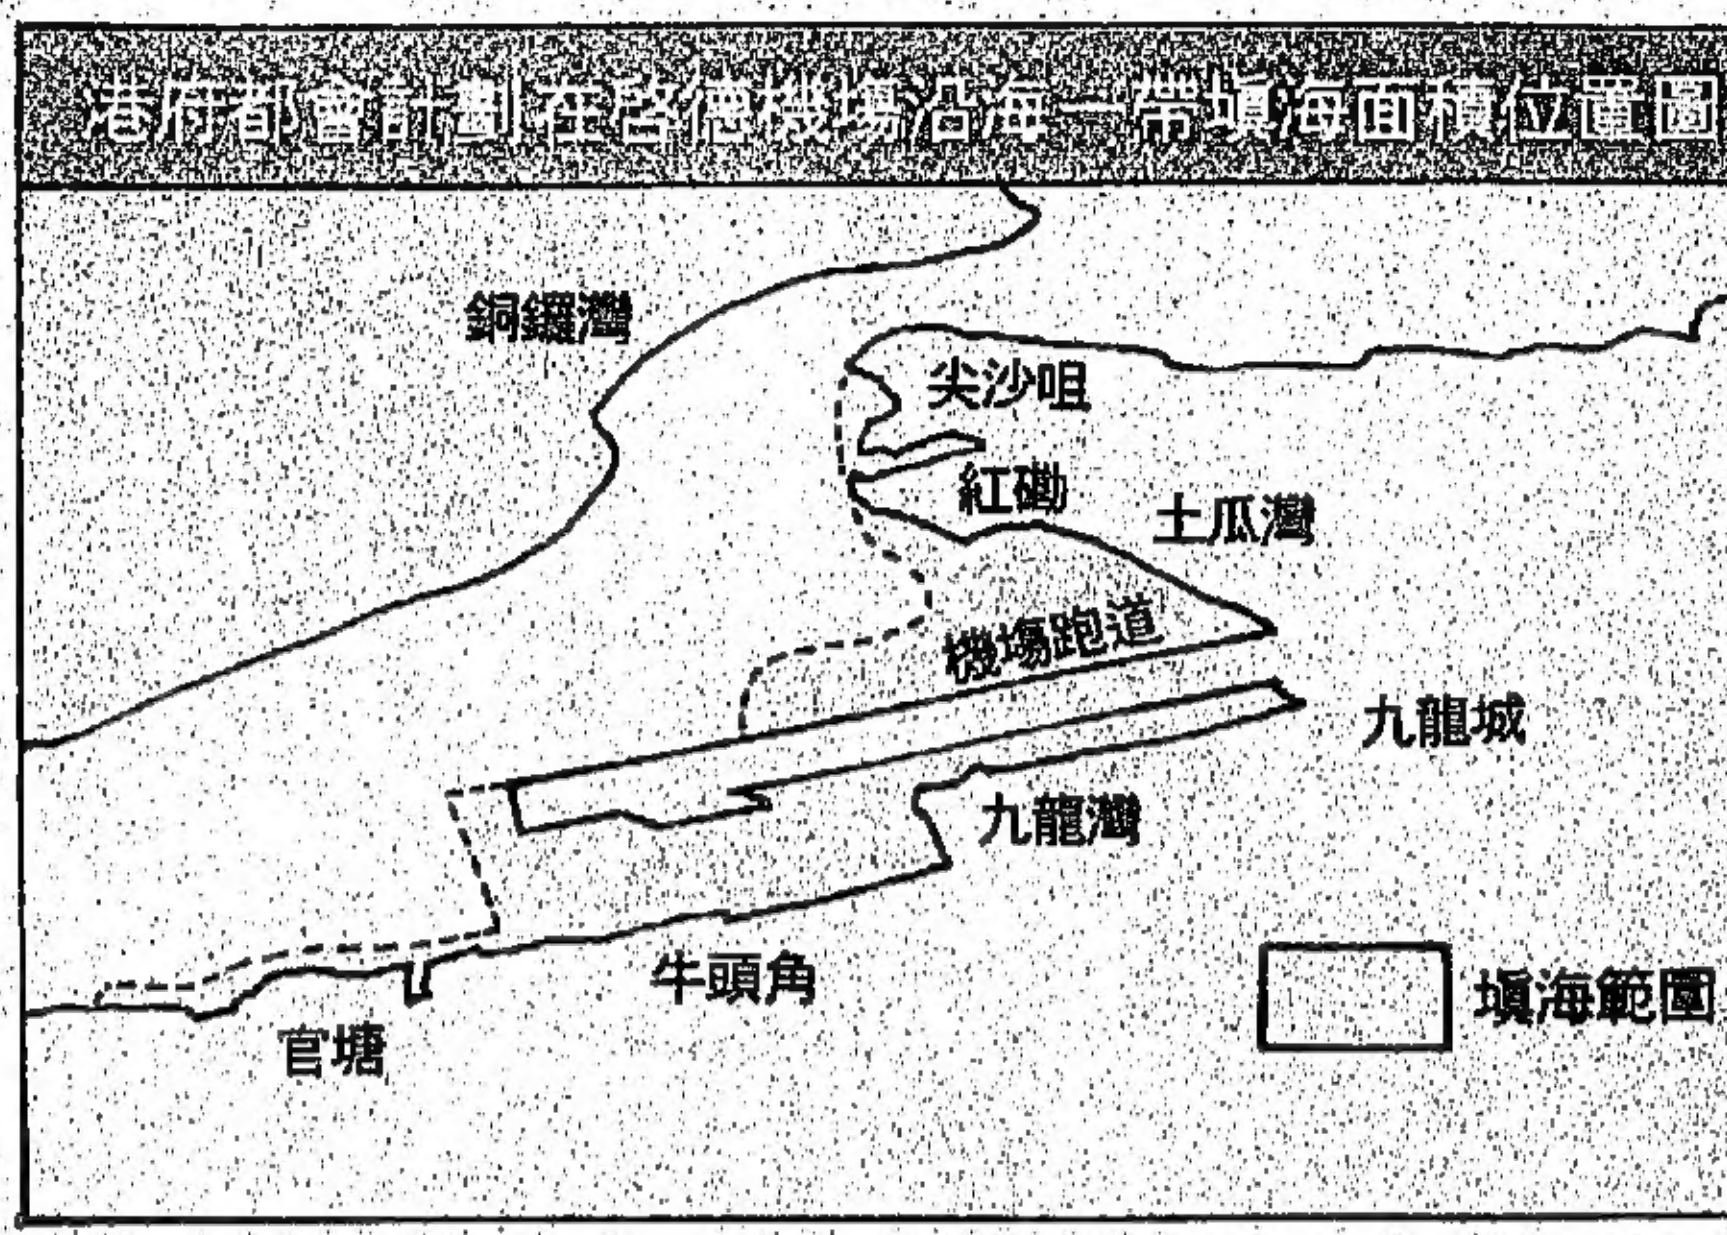 港府都會計劃在啓德機場沿海一帶塡海面積位置圖
銅鑼灣
尖沙咀
紅磡
土瓜灣
機場跑道
九龍城
九龍灣
牛頭角
官塘
塡海範圍